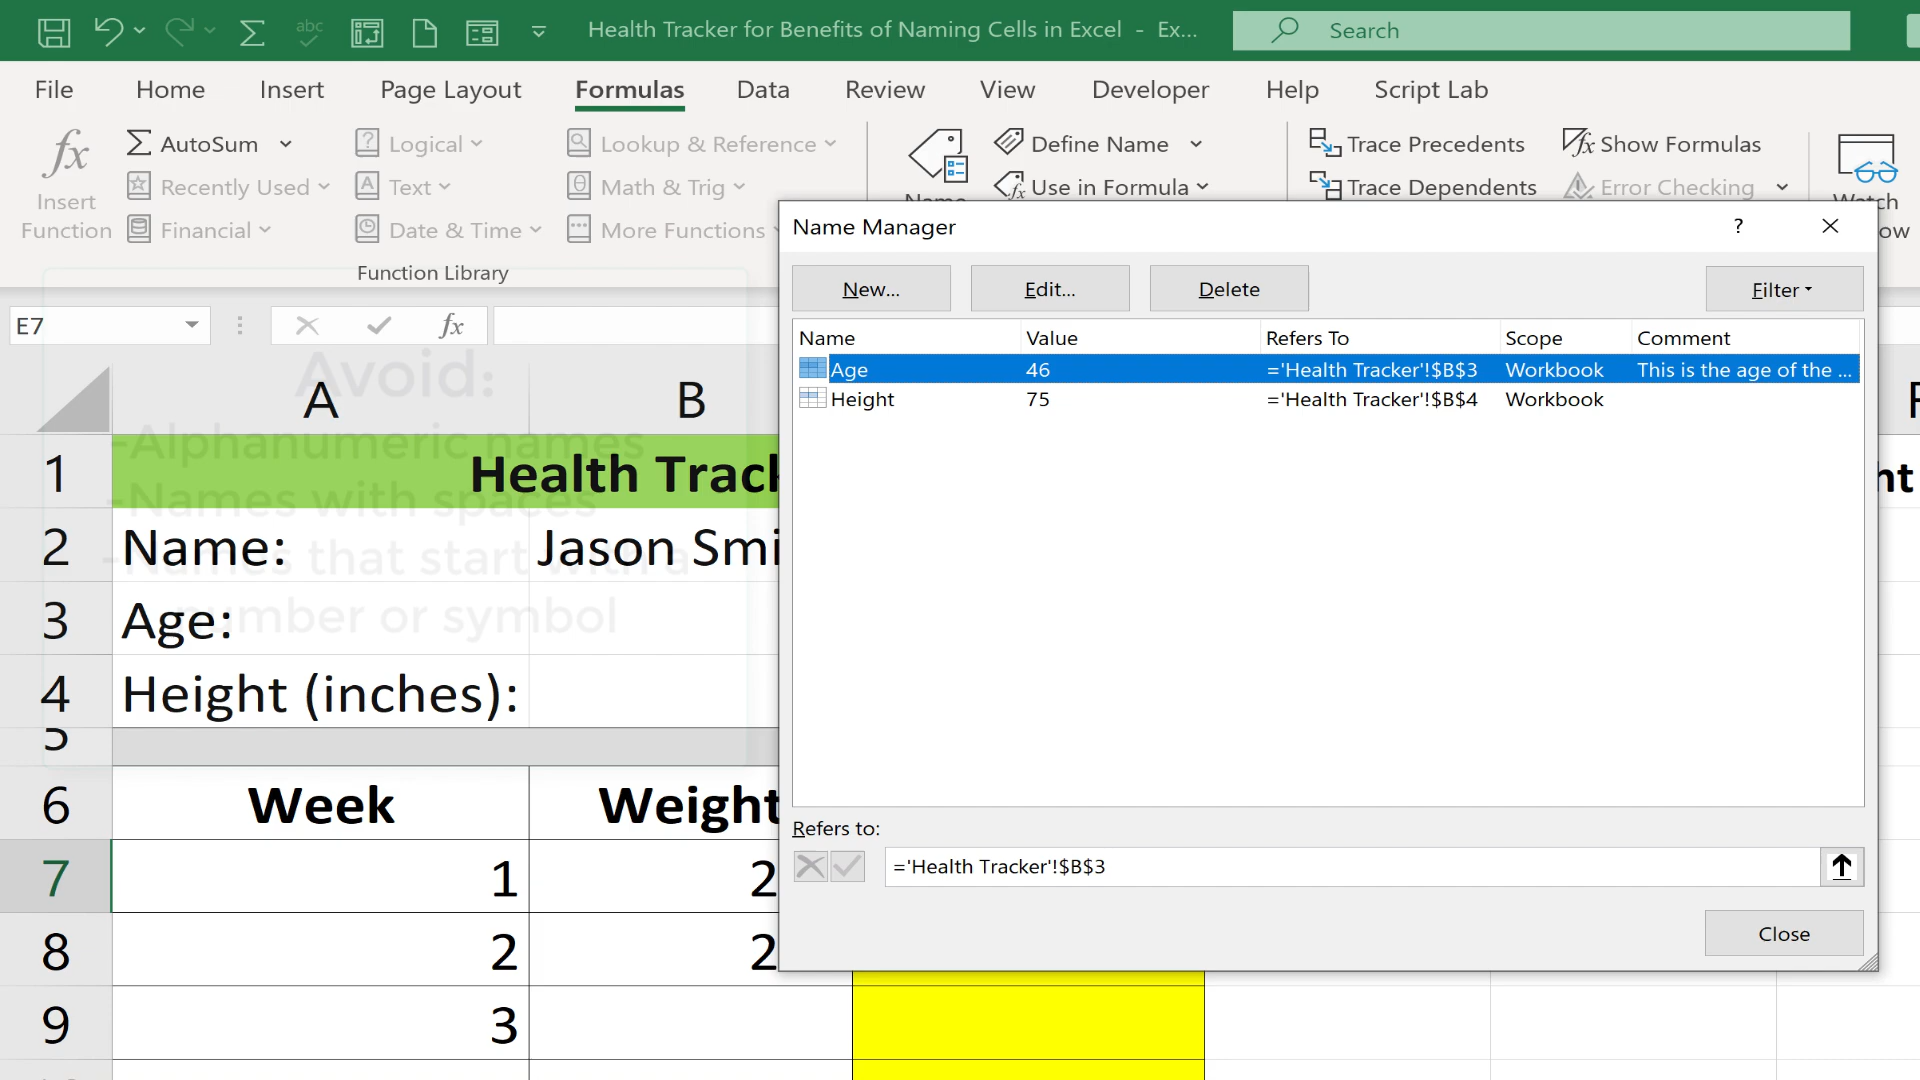 abc
Health Tracker for Benefits of Naming Cells in Excel - Ex...
Search
File Home Insert Page Layout Formulas Data Review View Developer Help Script Lab
fx Insert Function
AutoSum
Recently Used
Financial
Logical
Text
Date & Time
Lookup & Reference
Math & Trig
More Functions
Function Library
Define Name
Use in Formula
Trace Precedents
Trace Dependents
Show Formulas
Error Checking
Name Manager
?
New... Edit... Delete Filter
Name Value Refers To Scope Comment
Age 46 ='Health Tracker'!$B$3 Workbook This is the age of the ...
Height 75 ='Health Tracker'!$B$4 Workbook
Refers to:
='Health Tracker'!$B$3
Close
E7 fx
Avoid:
-Alphanumeric names
-Names with spaces
-Names that start with a
number or symbol
A B
1 Health Track
2 Name: Jason Smi
3 Age:
4 Height (inches):
5
6 Week Weight
7 1 2
8 2 2
9 3